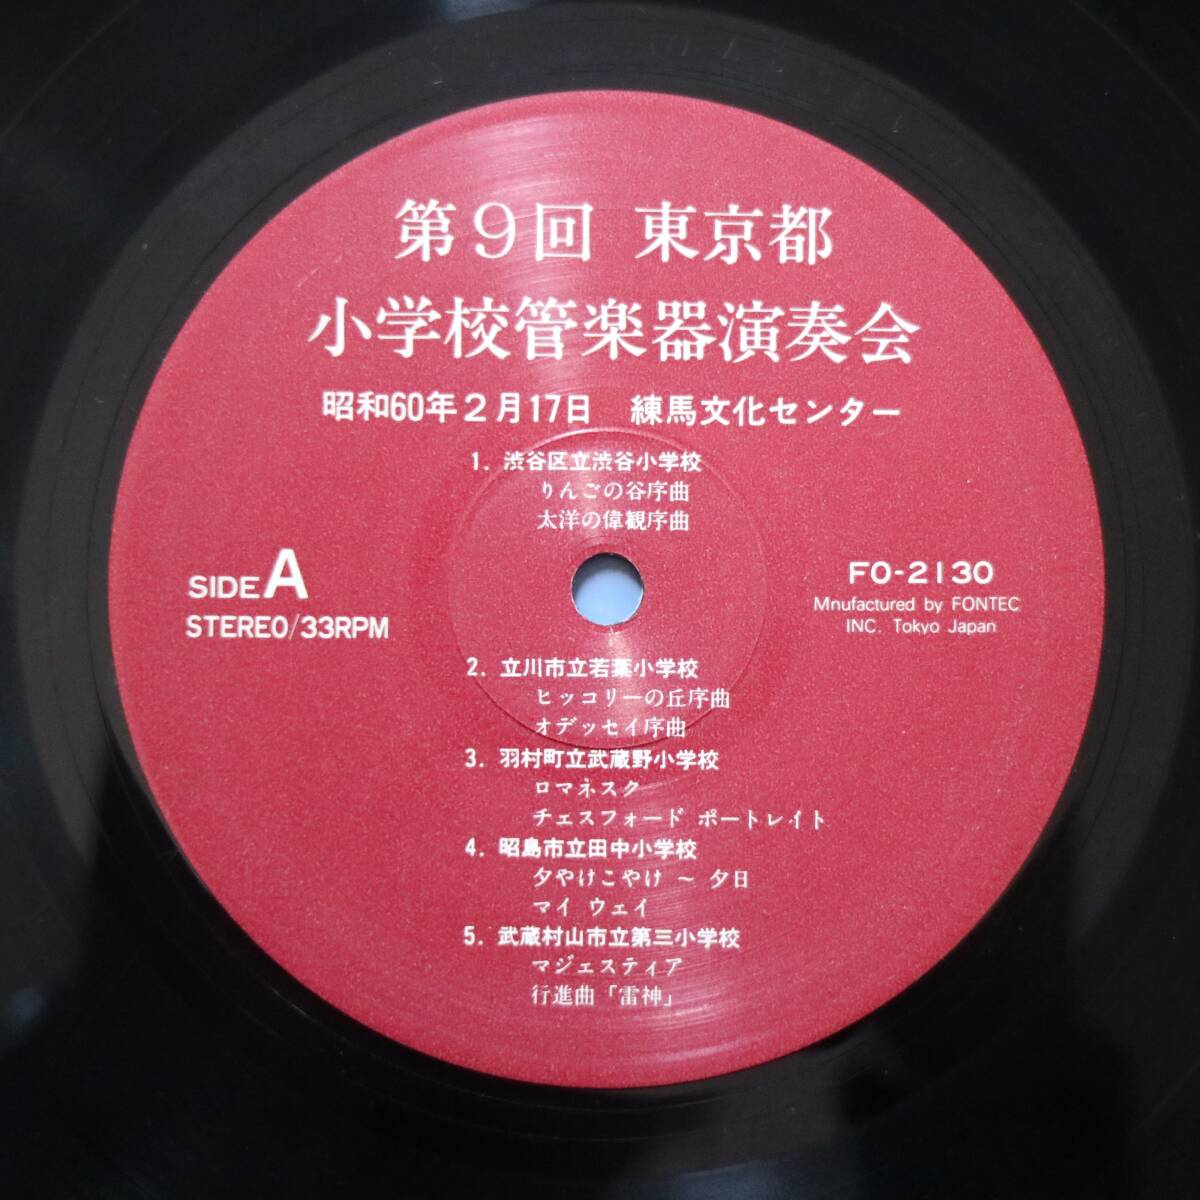 第9回 東京都
小学校管楽器演奏会
昭和60年2月17日 練馬文化センター
1. 渋谷区立渋谷小学校
りんごの谷序曲
太洋の偉観序曲
SIDE A
STEREO/33RPM
FO-2130
Mnufactured by FONTEC
INC. Tokyo Japan
2. 立川市立若葉小学校
ヒッコリーの丘序曲
オデッセイ序曲
3. 羽村町立武蔵野小学校
ロマネスク
チェスフォード ポートレイト
4. 昭島市立田中小学校
夕やけこやけ ～ 夕日
マイ ウェイ
5. 武蔵村山市立第三小学校
マジェスティア
行進曲「雷神」